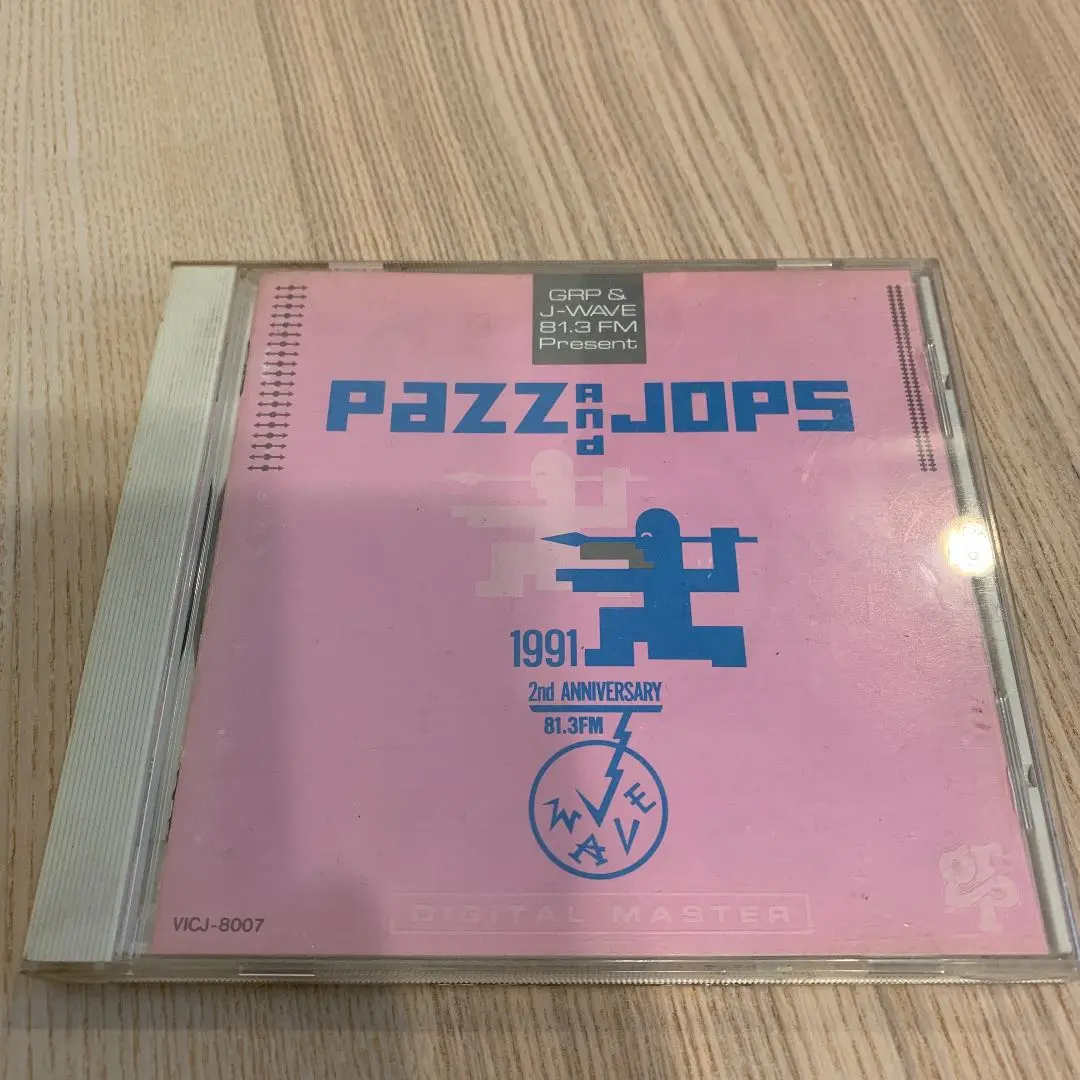 GRP &
J-WAVE
81.3 FM
Present
Pazz And JOPS
1991
2nd ANNIVERSARY
81.3FM
WAVE
DIGITAL MASTER
grp
VICJ-8007